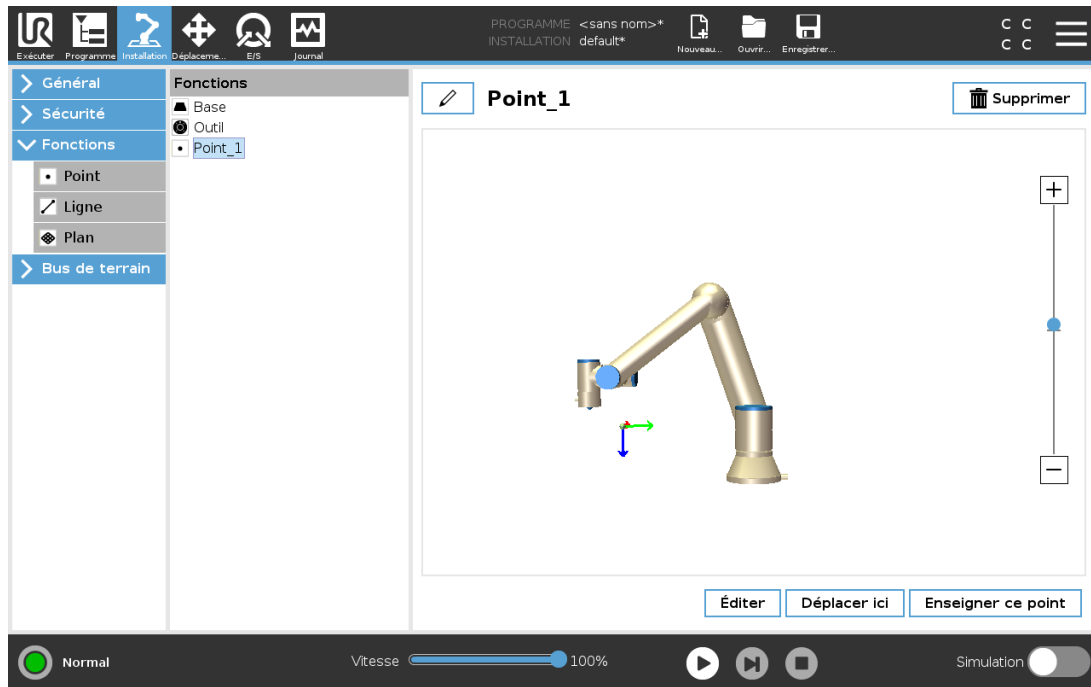 PROGRAMME <sans nom>*
INSTALLATION default*
C C
C C
UR
Exécuter Programme Installation Déplaceme... E/S Journal Nouveau... Ouvrir... Enregistrer...
Général
Sécurité
Fonctions
Point
Ligne
Plan
Bus de terrain
Fonctions
Base
Outil
Point_1
Point_1
Supprimer
Éditer Déplacer ici Enseigner ce point
Normal Vitesse 100% Simulation